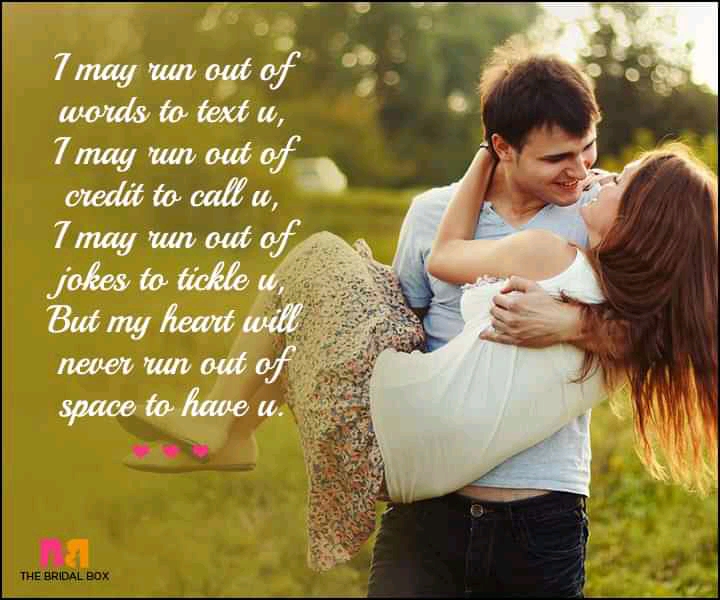 I may run out of
words to text u,
I may run out of
credit to call u,
I may run out of
jokes to tickle u,
But my heart will
never run out of
space to have u.
THE BRIDAL BOX